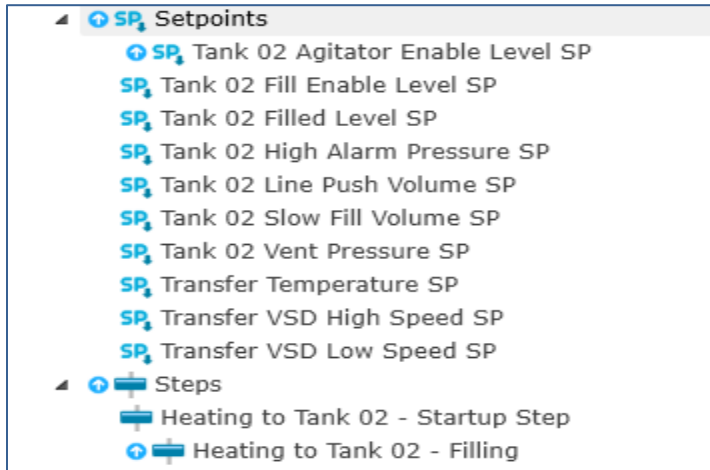 SP Setpoints
SP Tank 02 Agitator Enable Level SP
SP Tank 02 Fill Enable Level SP
SP Tank 02 Filled Level SP
SP Tank 02 High Alarm Pressure SP
SP Tank 02 Line Push Volume SP
SP Tank 02 Slow Fill Volume SP
SP Tank 02 Vent Pressure SP
SP Transfer Temperature SP
SP Transfer VSD High Speed SP
SP Transfer VSD Low Speed SP
Steps
Heating to Tank 02 - Startup Step
Heating to Tank 02 - Filling